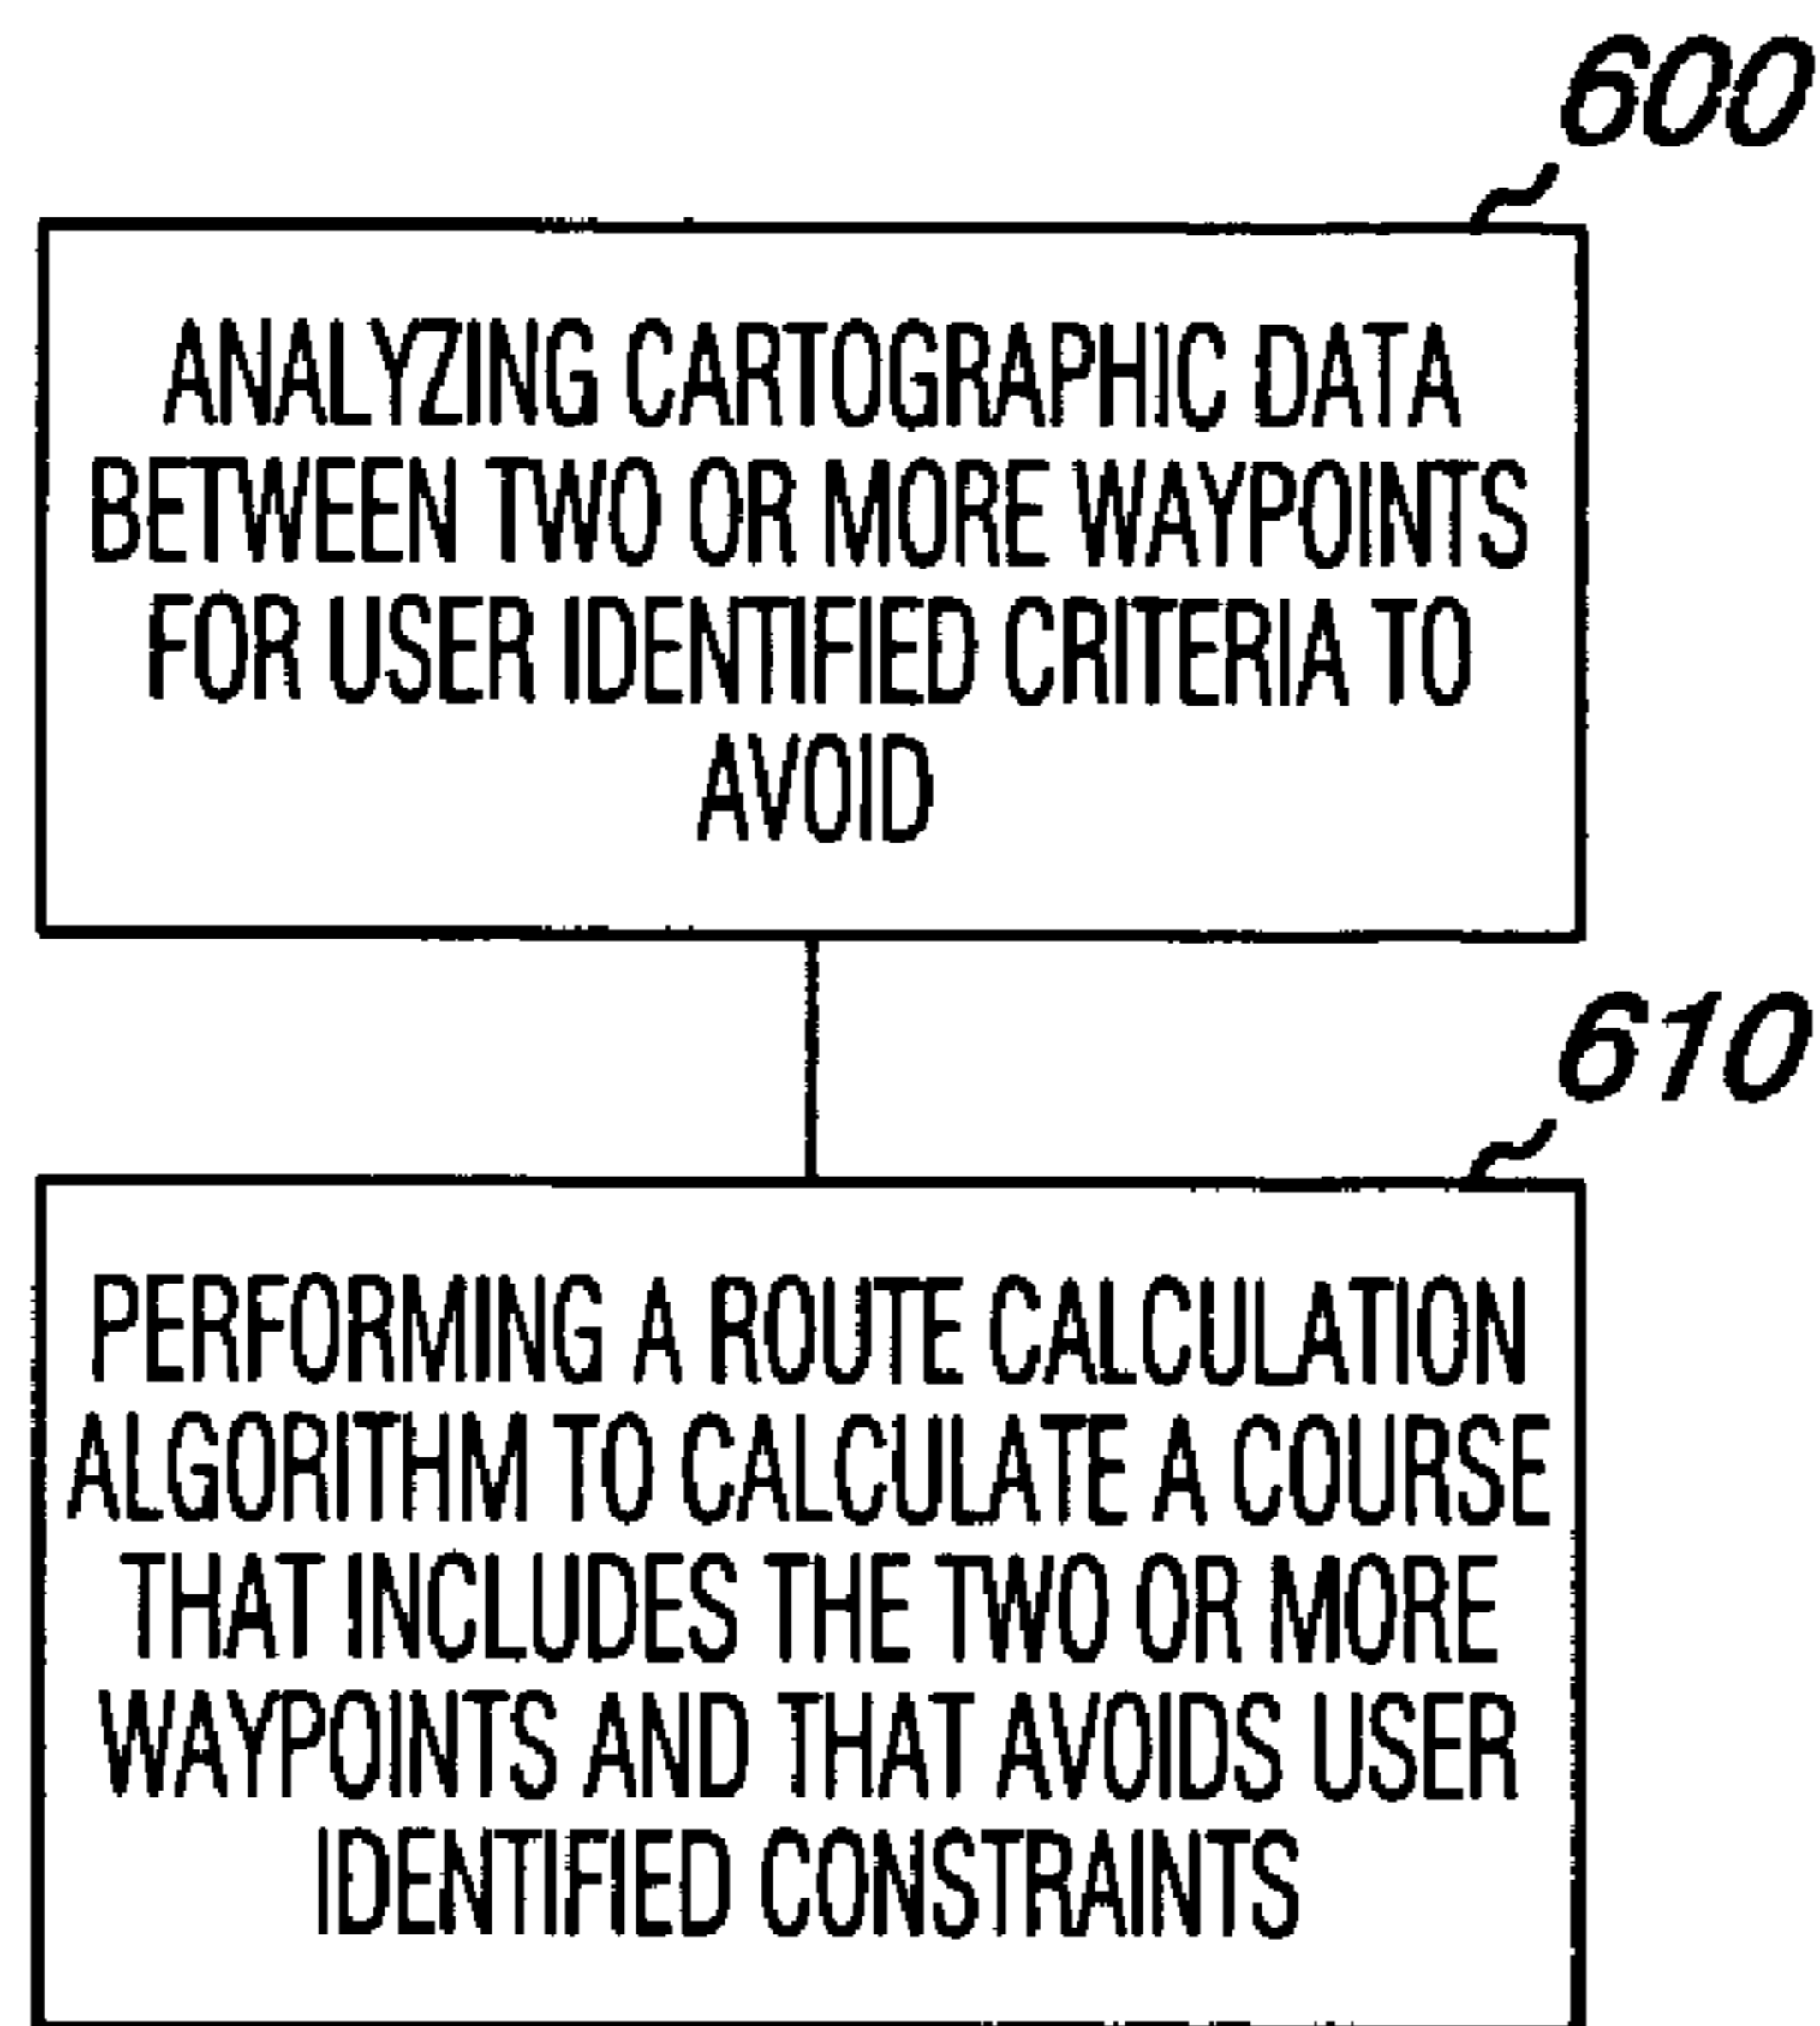 600
ANALYZING CARTOGRAPHIC DATA
BETWEEN TWO OR MORE WAYPOINTS
FOR USER IDENTIFIED CRITERIA TO
AVOID
610
PERFORMING A ROUTE CALCULATION
ALGORITHM TO CALCULATE A COURSE
THAT INCLUDES THE TWO OR MORE
WAYPOINTS AND THAT AVOIDS USER
IDENTIFIED CONSTRAINTS